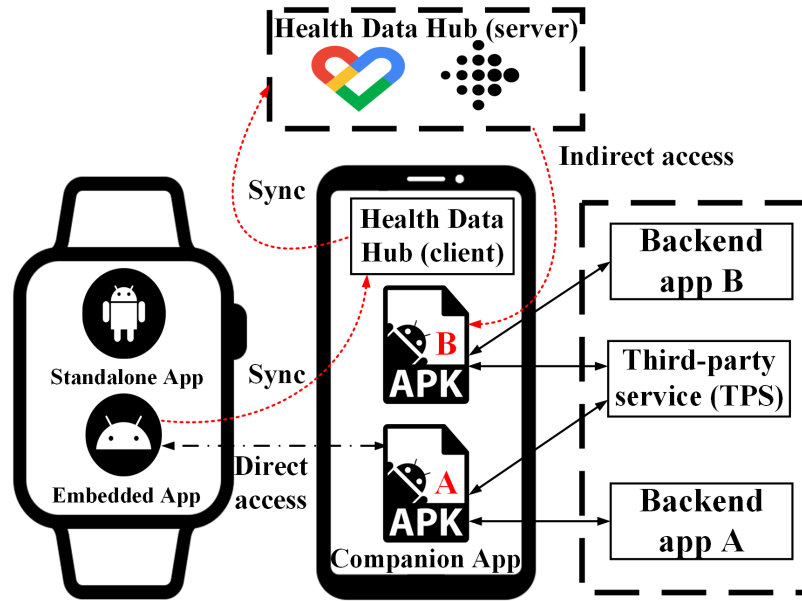 Health Data Hub (server)
Indirect access
Sync
Health Data
Hub (client)
Backend
app B
B
APK
Standalone App
Sync
Third-party
service (TPS)
Embedded App
Direct
access
A
APK
Companion App
Backend
app A